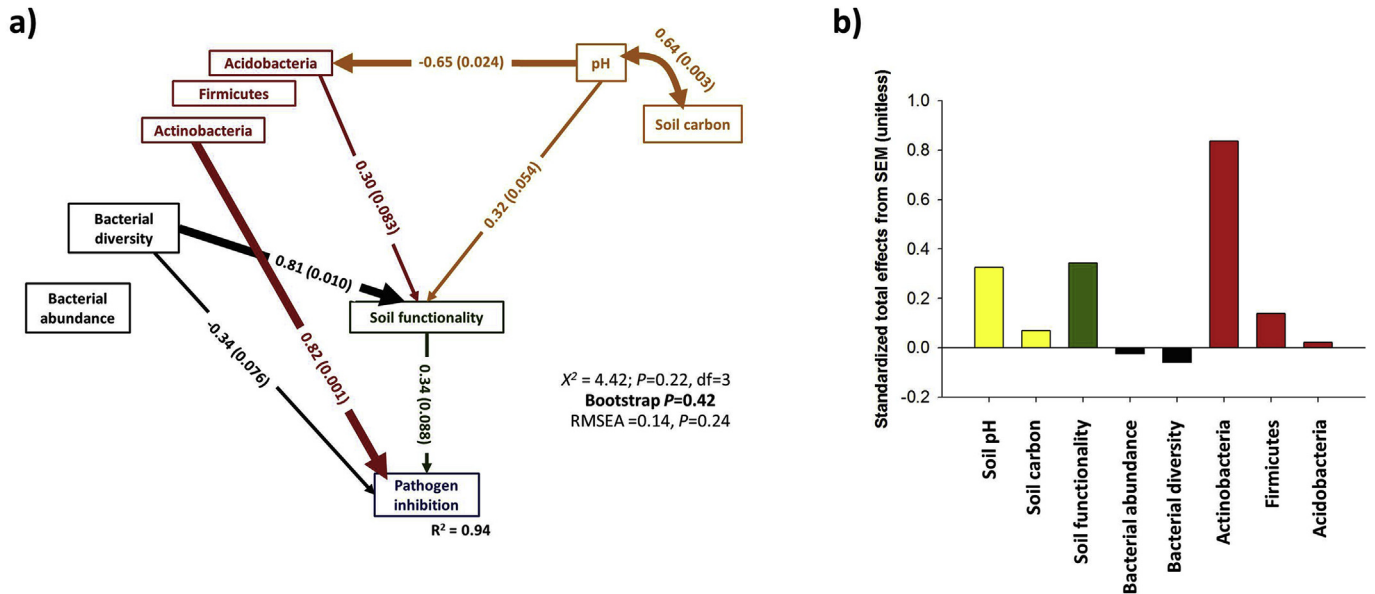 a)
Acidobacteria
-0.65 (0.024)
pH
0.64 (0.003)
Firmicutes
Actinobacteria
Soil carbon
0.30 (0.083)
0.32 (0.054)
Bacterial
diversity
0.81 (0.010)
Bacterial
abundance
Soil functionality
-0.34 (0.076)
0.82 (0.001)
0.34 (0.088)
X² = 4.42; P=0.22, df=3
Bootstrap P=0.42
RMSEA =0.14, P=0.24
Pathogen
inhibition
R² = 0.94
b)
Standardized total effects from SEM (unitless)
1.0
0.8
0.6
0.4
0.2
0.0
-0.2
Soil pH
Soil carbon
Soil functionality
Bacterial abundance
Bacterial diversity
Actinobacteria
Firmicutes
Acidobacteria